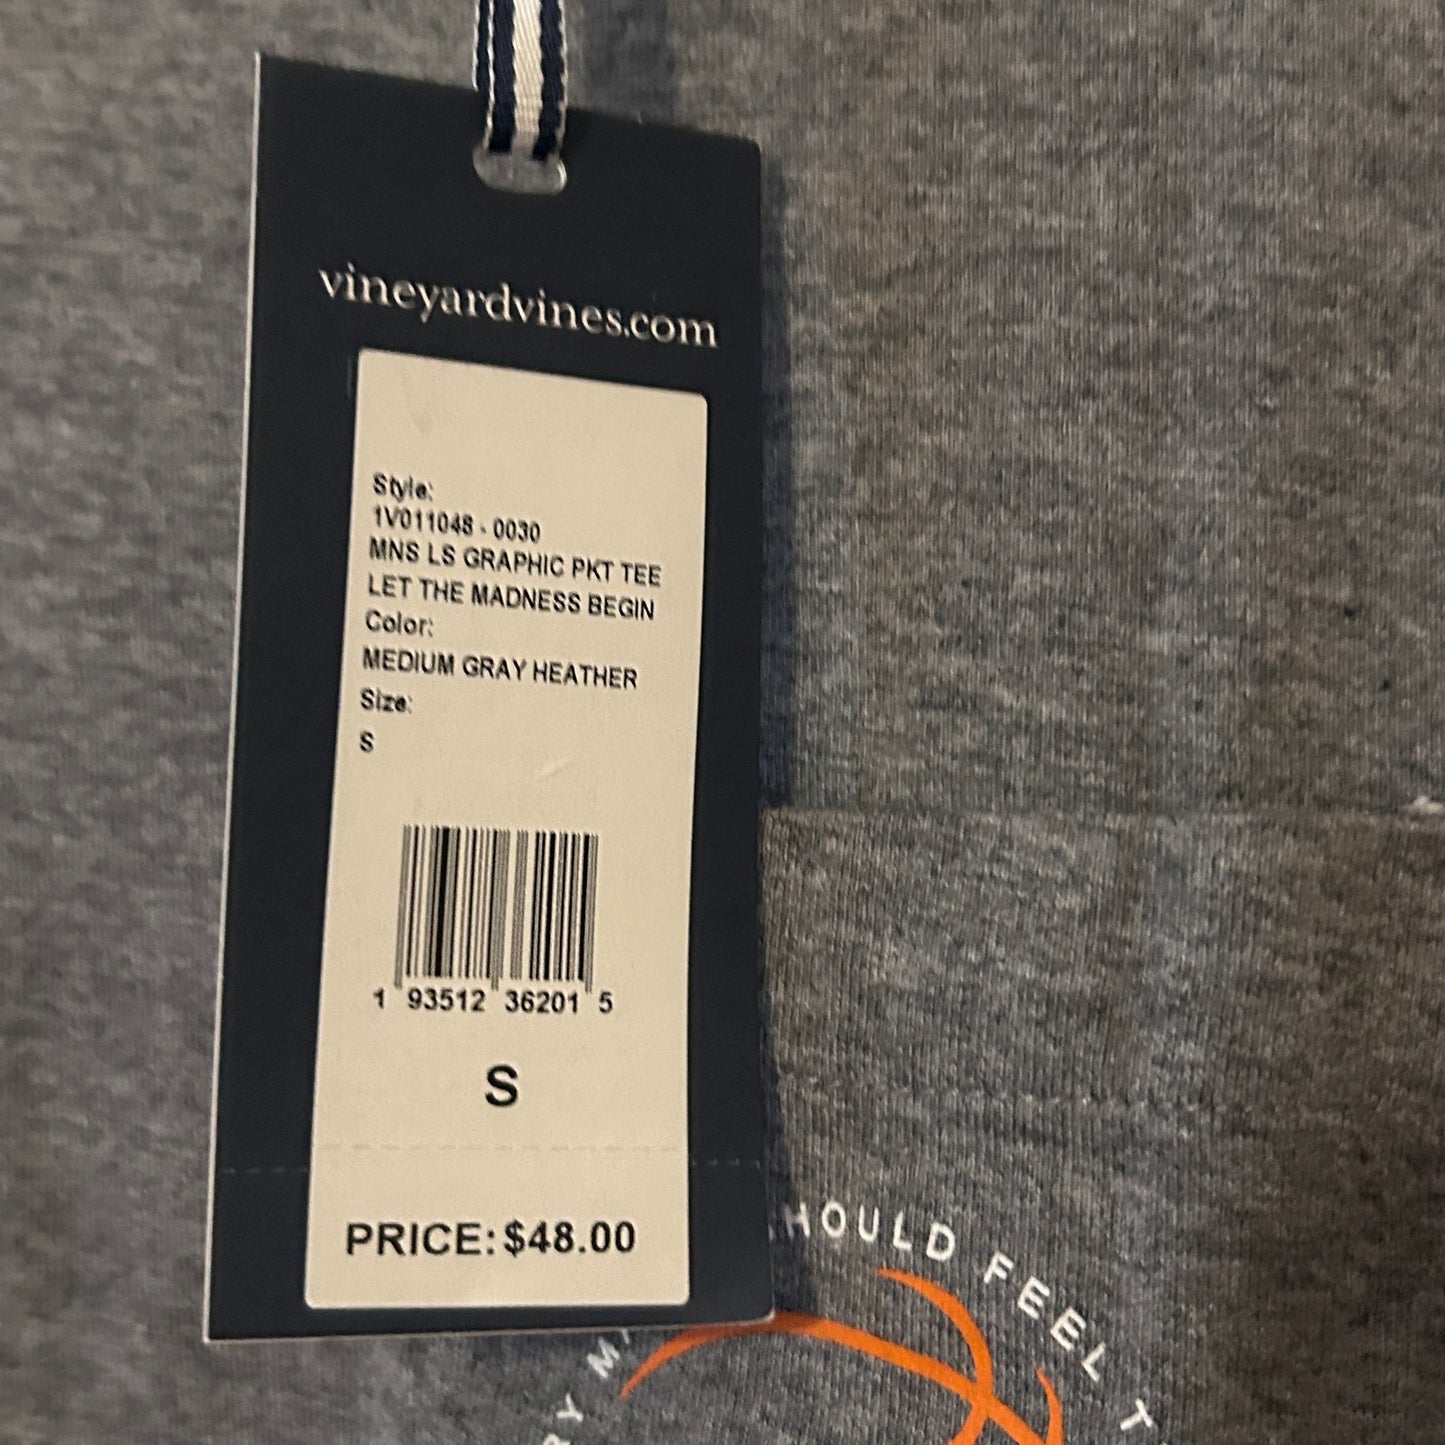 vineyardvines.com
Style:
1V011048 - 0030
MNS LS GRAPHIC PKT TEE
LET THE MADNESS BEGIN
Color:
MEDIUM GRAY HEATHER
Size:
S
1 93512 36201 5
S
PRICE: $48.00
HOULD FEEL T